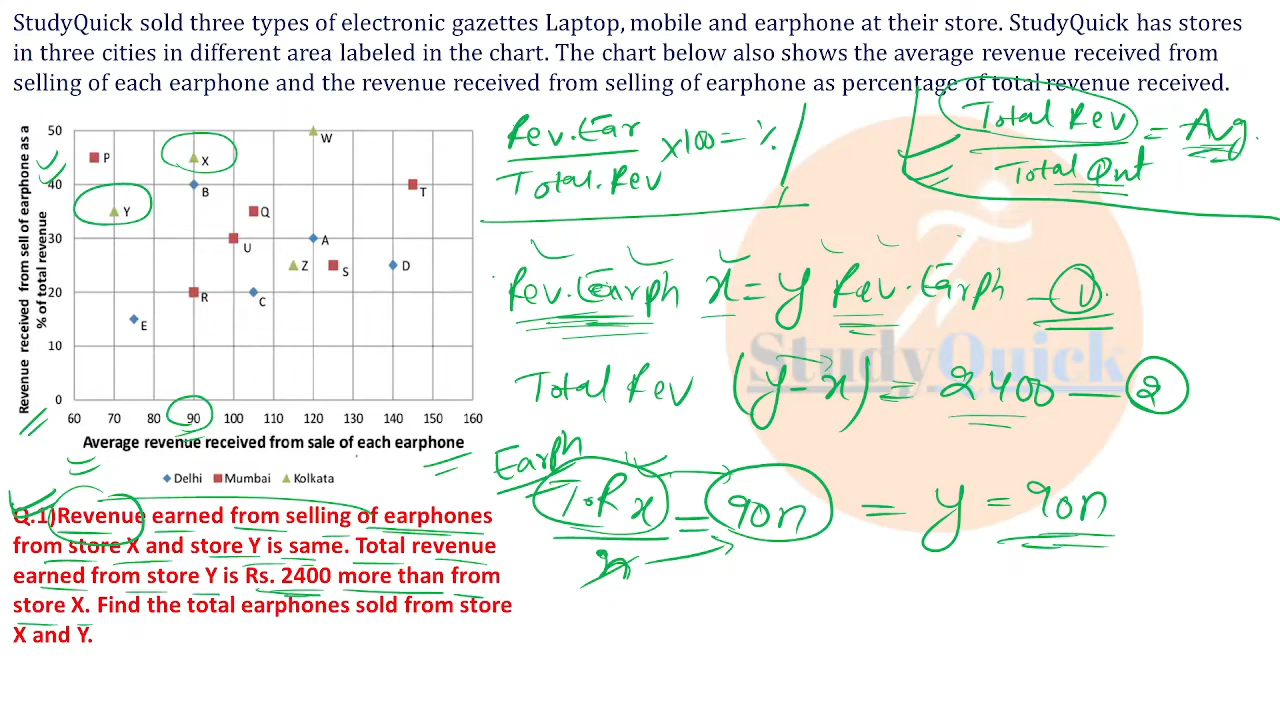 StudyQuick sold three types of electronic gazettes Laptop, mobile and earphone at their store. StudyQuick has stores
in three cities in different area labeled in the chart. The chart below also shows the average revenue received from
selling of each earphone and the revenue received from selling of earphone as percentage of total revenue received.
Revenue received from sell of earphone as a
% of total revenue
50
40
30
20
10
0
W
P
X
B
T
Y
Q
A
U
Z
S
D
R
C
E
60 70 80 90 100 110 120 130 140 150 160
Average revenue received from sale of each earphone
Delhi Mumbai Kolkata
Q.1)Revenue earned from selling of earphones
from store X and store Y is same. Total revenue
earned from store Y is Rs. 2400 more than from
store X. Find the total earphones sold from store
X and Y.
Rev.Ear
Total.Rev
×100 = %
Total Rev
Total Qnt
= Avg.
Rev.Earph x = y Rev.Earph — 1
Total Rev (y - x) = 2400 — 2
Earph
T.R x = 90n = y = 90n
StudyQuick